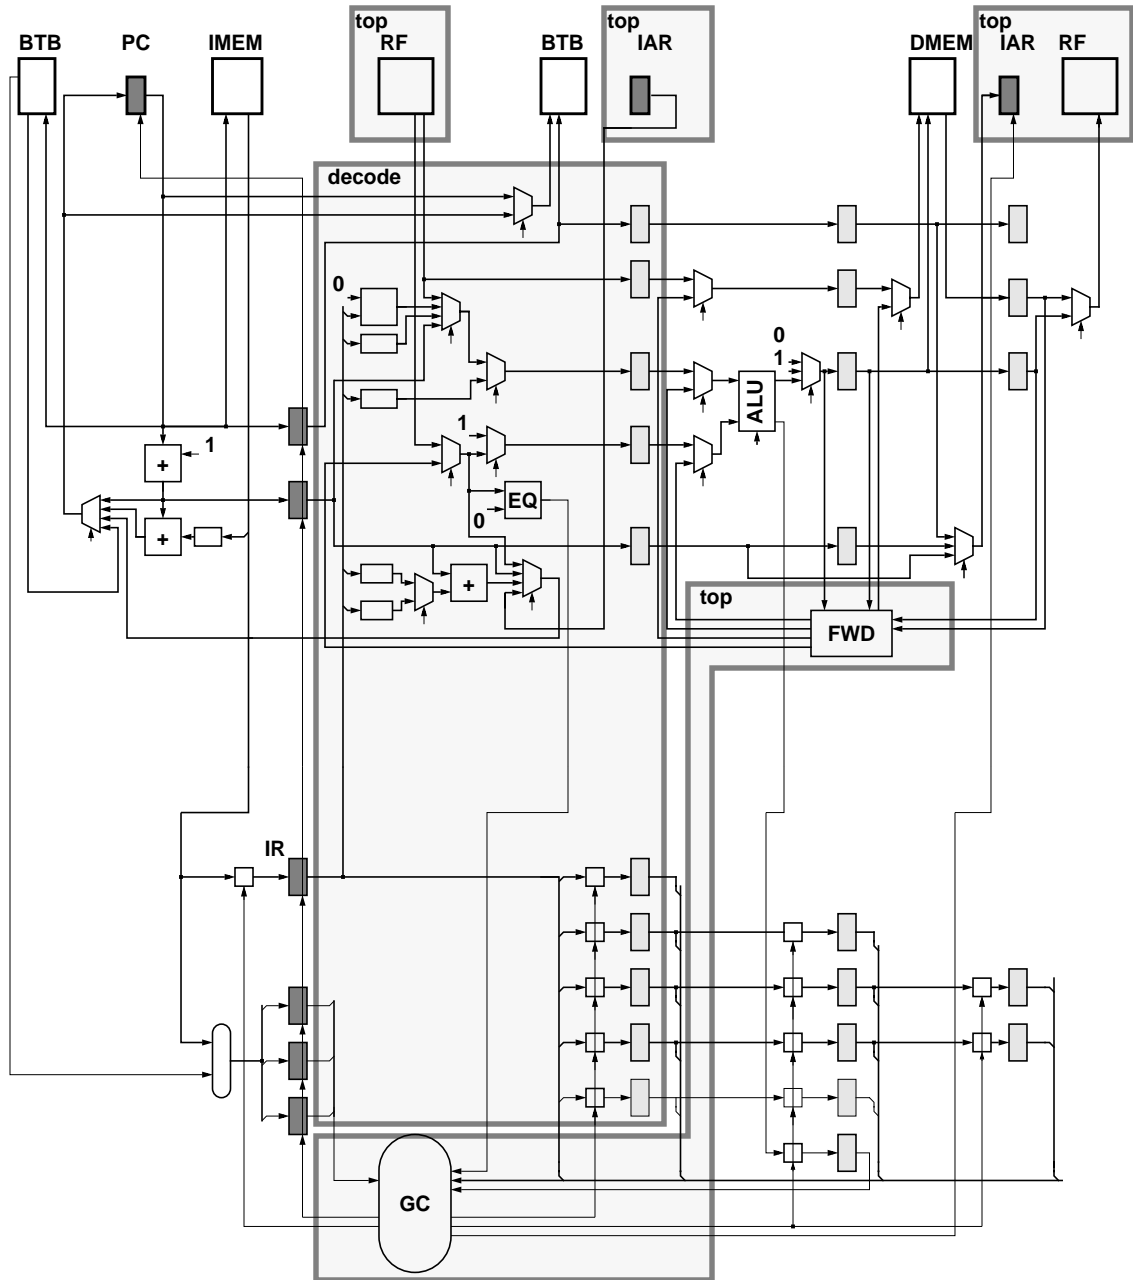 top
top
top
BTB
PC
IMEM
RF
BTB
IAR
DMEM
IAR
RF
decode
0
0
1
ALU
1
1
+
EQ
0
+
+
top
FWD
IR
GC